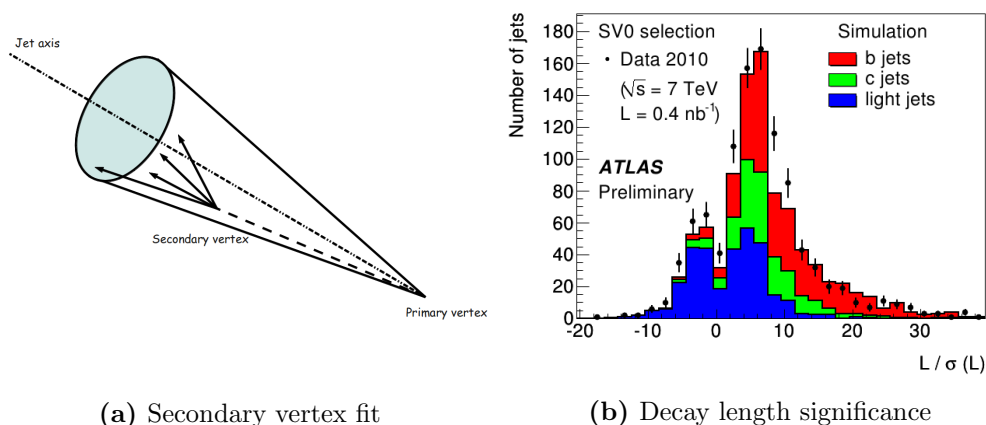 Jet axis
Secondary vertex
Primary vertex
(a) Secondary vertex fit
Number of jets
180
160
140
120
100
80
60
40
20
0
-20
-10
0
10
20
30
L / σ (L)
SV0 selection
Data 2010
(√s = 7 TeV
L = 0.4 nb⁻¹)
ATLAS
Preliminary
Simulation
b jets
c jets
light jets
(b) Decay length significance